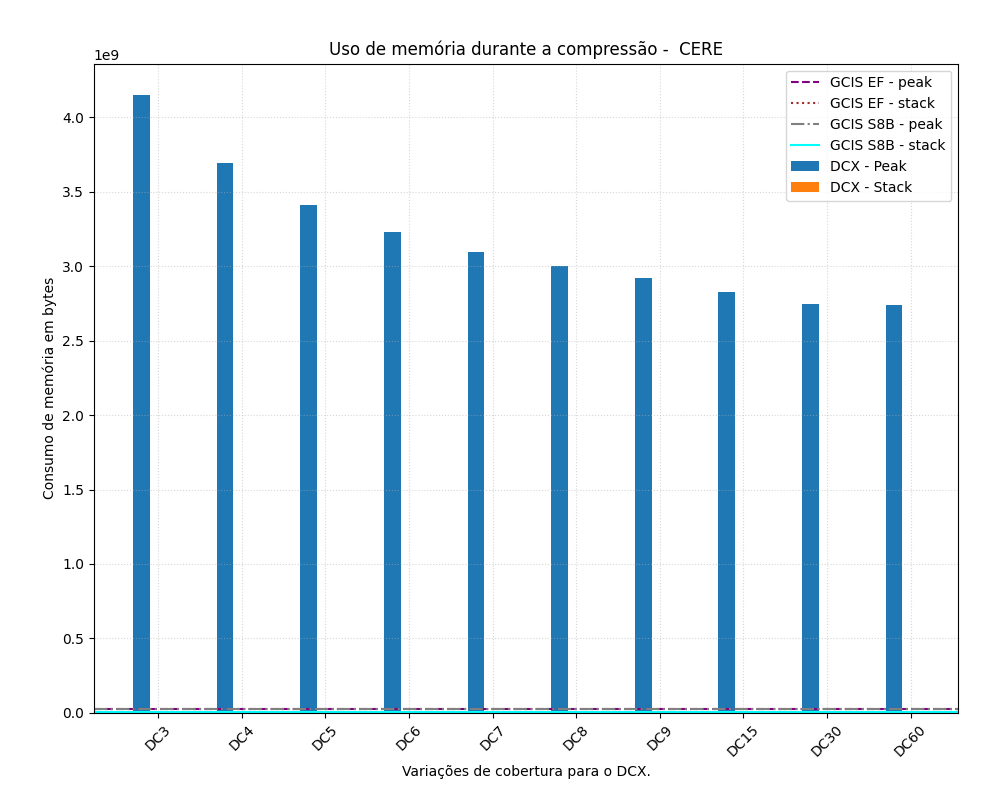 Uso de memória durante a compressão -  CERE
1e9
GCIS EF - peak
GCIS EF - stack
GCIS S8B - peak
GCIS S8B - stack
DCX - Peak
DCX - Stack
4.0
3.5
3.0
2.5
2.0
1.5
1.0
0.5
0.0
Consumo de memória em bytes
DC3
DC4
DC5
DC6
DC7
DC8
DC9
DC15
DC30
DC60
Variações de cobertura para o DCX.